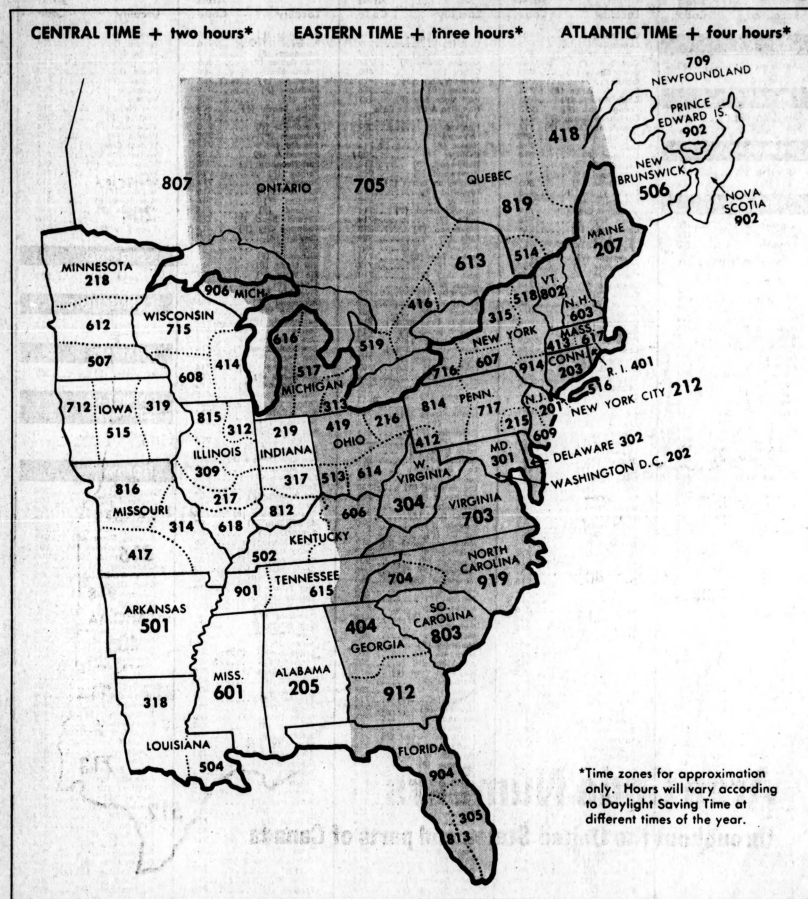 CENTRAL TIME + two hours*
EASTERN TIME + three hours*
ATLANTIC TIME + four hours*
709
NEWFOUNDLAND
PRINCE
EDWARD IS.
902
418
NEW
BRUNSWICK
506
NOVA
SCOTIA
902
807
ONTARIO
705
QUEBEC
819
MAINE
207
613
514
MINNESOTA
218
906 MICH.
WISCONSIN
715
416
518
VT.
802
N.H.
603
315
612
616
519
NEW YORK
607
MASS.
413
617
507
608
414
517
MICHIGAN
313
716
914
CONN.
203
R. I. 401
516
712
IOWA
515
319
815
312
ILLINOIS
309
219
INDIANA
419
OHIO
216
814
PENN.
717
215
N.J.
201
NEW YORK CITY 212
412
609
MD.
301
DELAWARE 302
WASHINGTON D.C. 202
816
MISSOURI
217
317
513
614
W.
VIRGINIA
304
314
618
812
606
VIRGINIA
703
417
502
KENTUCKY
NORTH
CAROLINA
919
704
901
TENNESSEE
615
ARKANSAS
501
404
GEORGIA
SO.
CAROLINA
803
MISS.
601
ALABAMA
205
912
318
LOUISIANA
504
FLORIDA
904
305
813
*Time zones for approximation
only. Hours will vary according
to Daylight Saving Time at
different times of the year.